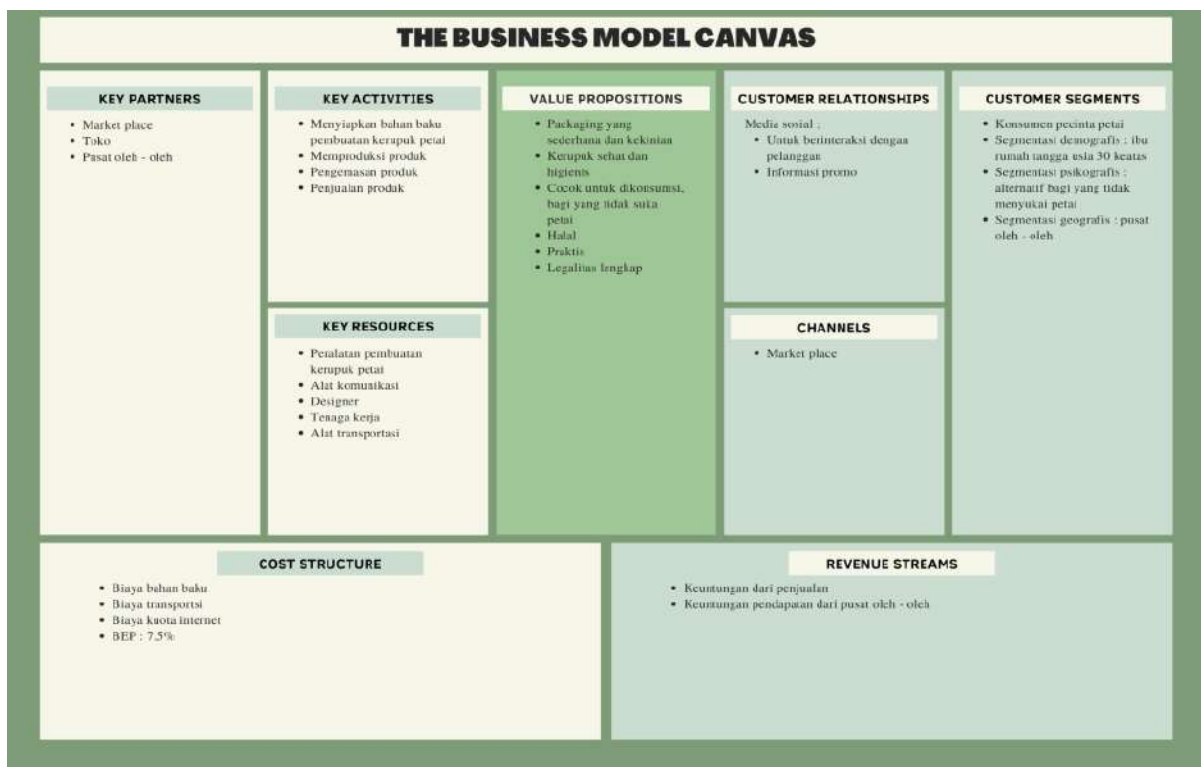 THE BUSINESS MODEL CANVAS
KEY PARTNERS
• Market place
• Toko
• Pusat oleh - oleh
KEY ACTIVITIES
• Menyiapkan bahan baku
pembuatan kerupuk petai
• Memproduksi produk
• Pengemasan produk
• Penjualan produk
KEY RESOURCES
• Peralatan pembuatan
kerupuk petai
• Alat komunikasi
• Designer
• Tenaga kerja
• Alat transportasi
VALUE PROPOSITIONS
• Packaging yang
sederhana dan kekinian
• Kerupuk sehat dan
higienis
• Cocok untuk dikonsumsi,
bagi yang tidak suka
petai
• Halal
• Praktis
• Legalitas lengkap
CUSTOMER RELATIONSHIPS
Media sosial :
• Untuk berinteraksi dengan
pelanggan
• Informasi promo
CHANNELS
• Market place
CUSTOMER SEGMENTS
• Konsumen pecinta petai
• Segmentasi demografis : ibu
rumah tangga usia 30 keatas
• Segmentasi psikografis :
alternatif bagi yang tidak
menyukai petai
• Segmentasi geografis : pusat
oleh - oleh
COST STRUCTURE
• Biaya bahan baku
• Biaya transportsi
• Biaya kuota internet
• BEP : 7,5%
REVENUE STREAMS
• Keuntungan dari penjualan
• Keuntungan pendapatan dari pusat oleh - oleh